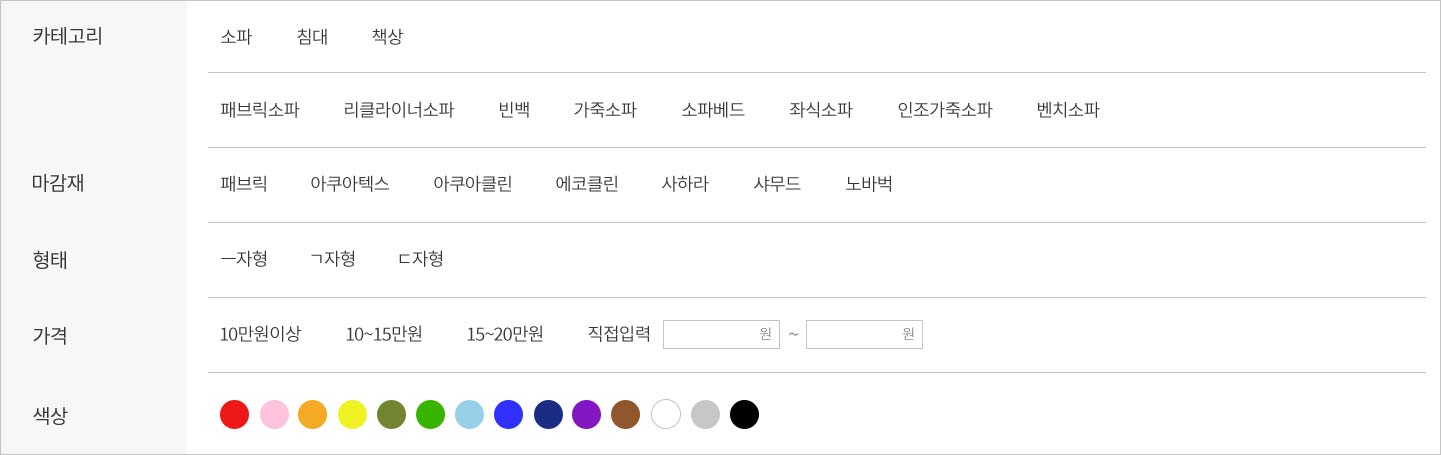 카테고리 소파 침대 책상
패브릭소파 리클라이너소파 빈백 가죽소파 소파베드 좌식소파 인조가죽소파 벤치소파
마감재 패브릭 아쿠아텍스 아쿠아클린 에코클린 사하라 샤무드 노바벅
형태 ㅡ자형 ㄱ자형 ㄷ자형
가격 10만원이상 10~15만원 15~20만원 직접입력 원 ~ 원
색상